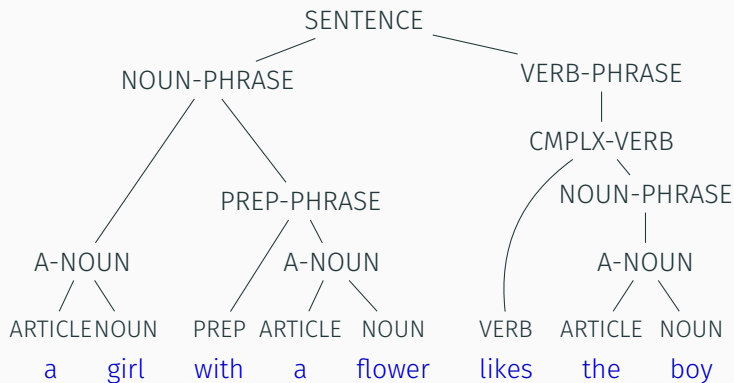 SENTENCE
NOUN-PHRASE VERB-PHRASE
CMPLX-VERB
PREP-PHRASE NOUN-PHRASE
A-NOUN A-NOUN A-NOUN
ARTICLE NOUN PREP ARTICLE NOUN VERB ARTICLE NOUN
a girl with a flower likes the boy